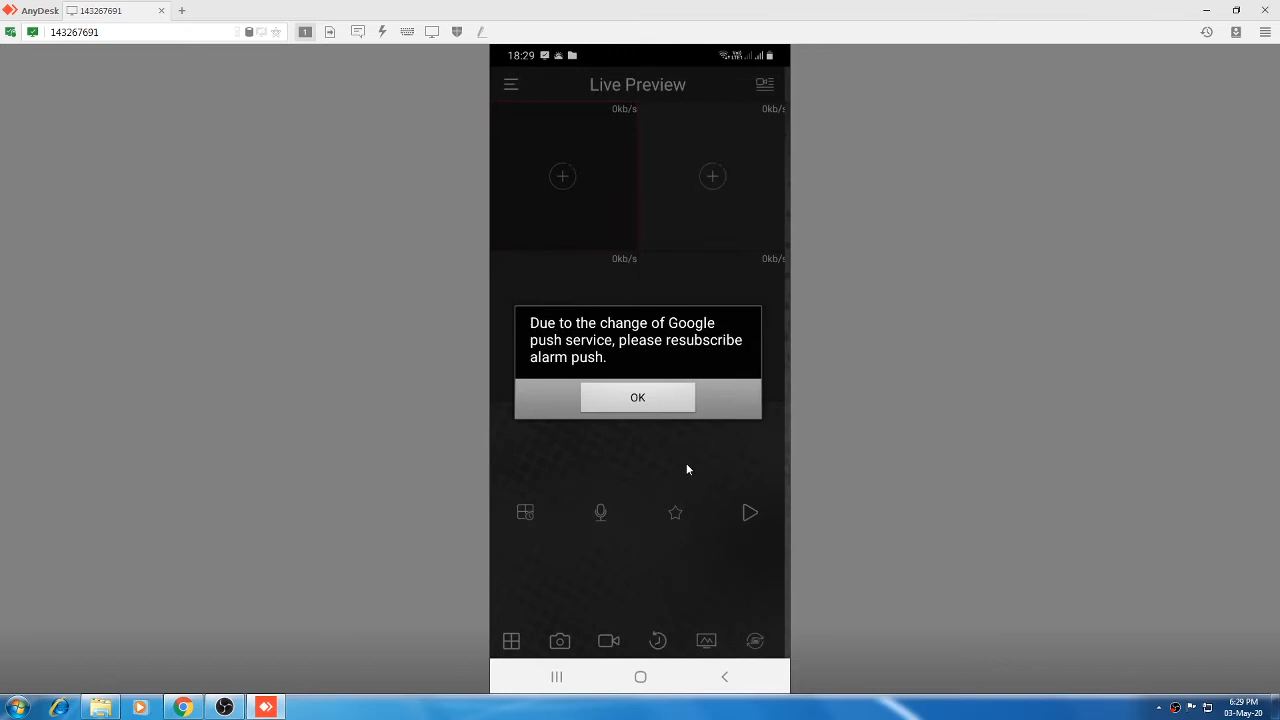 AnyDesk
143267691
143267691
1
18:29
Live Preview
0kb/s
0kb/s
0kb/s
0kb/s
Due to the change of Google
push service, please resubscribe
alarm push.
OK
6:29 PM
03-May-20